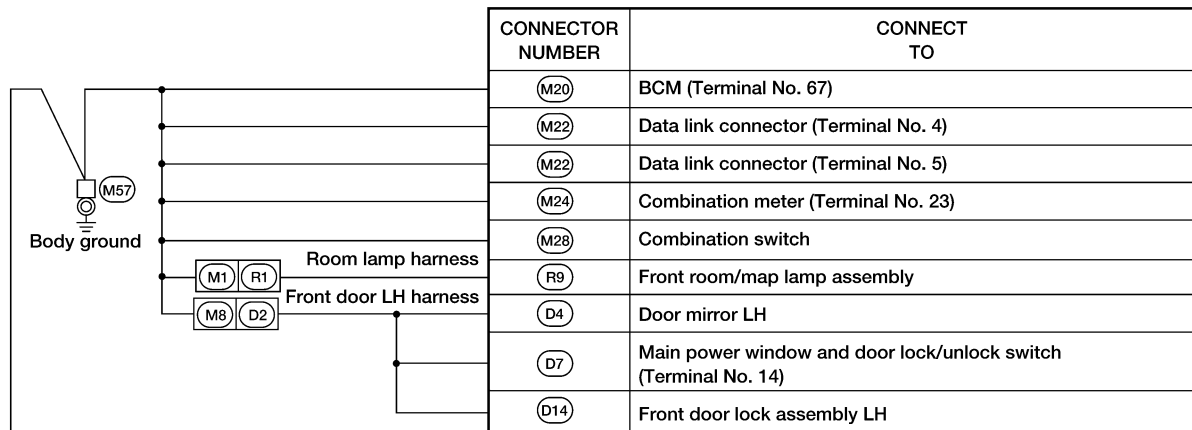 CONNECTOR
NUMBER
CONNECT
TO
M20 BCM (Terminal No. 67)
M22 Data link connector (Terminal No. 4)
M22 Data link connector (Terminal No. 5)
M57
M24 Combination meter (Terminal No. 23)
Body ground
M28 Combination switch
Room lamp harness
M1 R1
R9 Front room/map lamp assembly
Front door LH harness
M8 D2
D4 Door mirror LH
D7 Main power window and door lock/unlock switch
(Terminal No. 14)
D14 Front door lock assembly LH